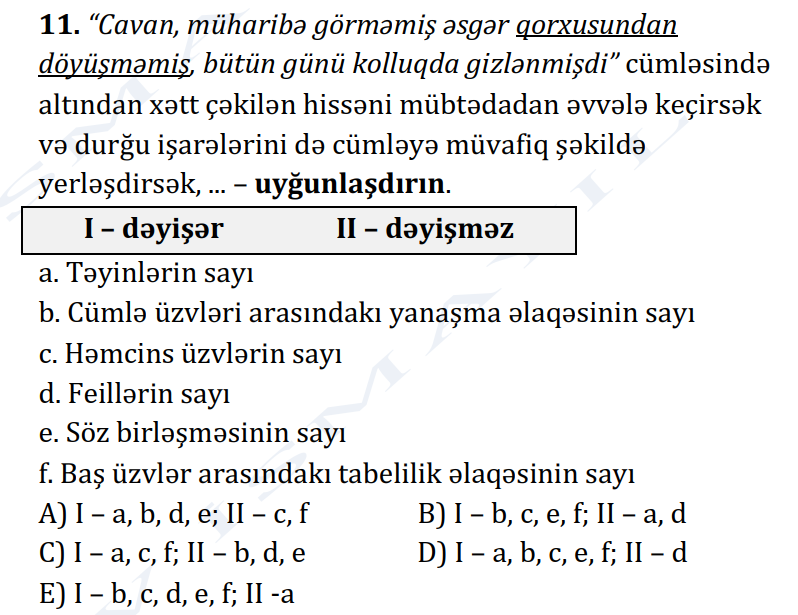 11. “Cavan, müharibə görməmiş əsgər qorxusundan
döyüşməmiş, bütün günü kolluqda gizlənmişdi” cümləsində
altından xətt çəkilən hissəni mübtədadan əvvələ keçirsək
və durğu işarələrini də cümləyə müvafiq şəkildə
yerləşdirsək, ... – uyğunlaşdırın.
I – dəyişər II – dəyişməz
a. Təyinlərin sayı
b. Cümlə üzvləri arasındakı yanaşma əlaqəsinin sayı
c. Həmcins üzvlərin sayı
d. Feillərin sayı
e. Söz birləşməsinin sayı
f. Baş üzvlər arasındakı tabelilik əlaqəsinin sayı
A) I – a, b, d, e; II – c, f B) I – b, c, e, f; II – a, d
C) I – a, c, f; II – b, d, e D) I – a, b, c, e, f; II – d
E) I – b, c, d, e, f; II -a